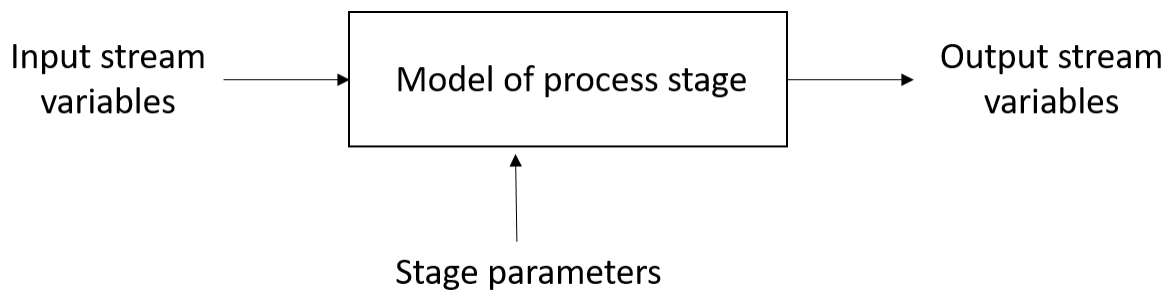 Input stream
variables
Model of process stage
Output stream
variables
Stage parameters